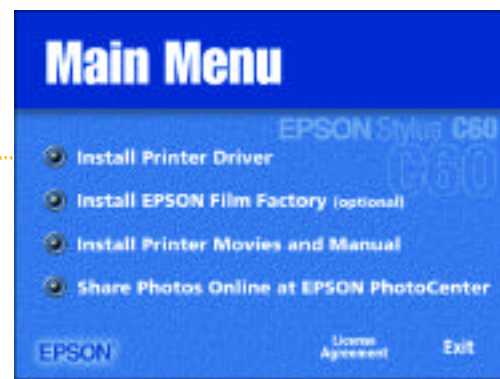 Main Menu
EPSON Stylus C60
C60
Install Printer Driver
Install EPSON Film Factory (optional)
Install Printer Movies and Manual
Share Photos Online at EPSON PhotoCenter
EPSON
License
Agreement
Exit